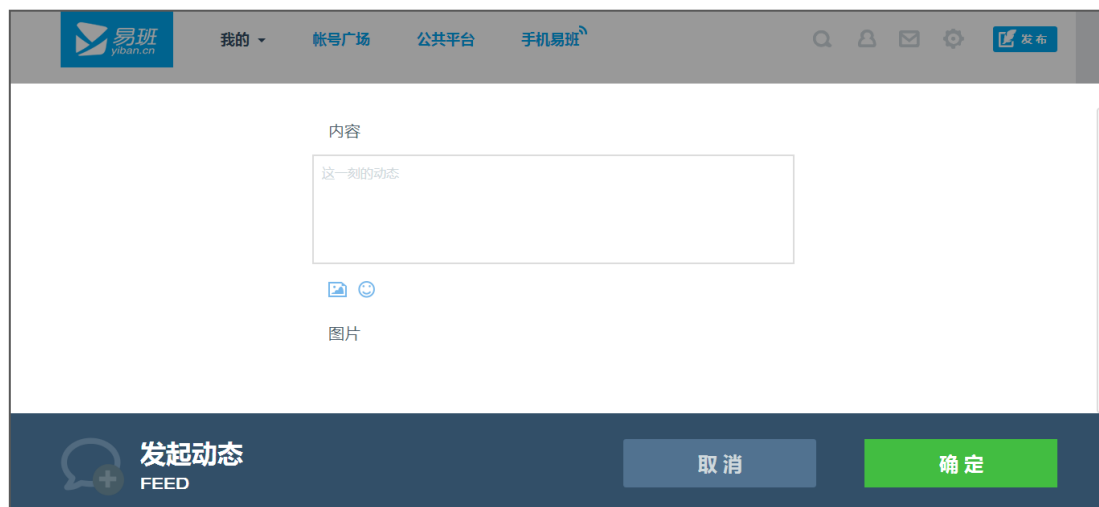 易班 我的 帐号广场 公共平台 手机易班 发布
yiban.cn
内容
这一刻的动态
图片
发起动态
FEED
取消 确定